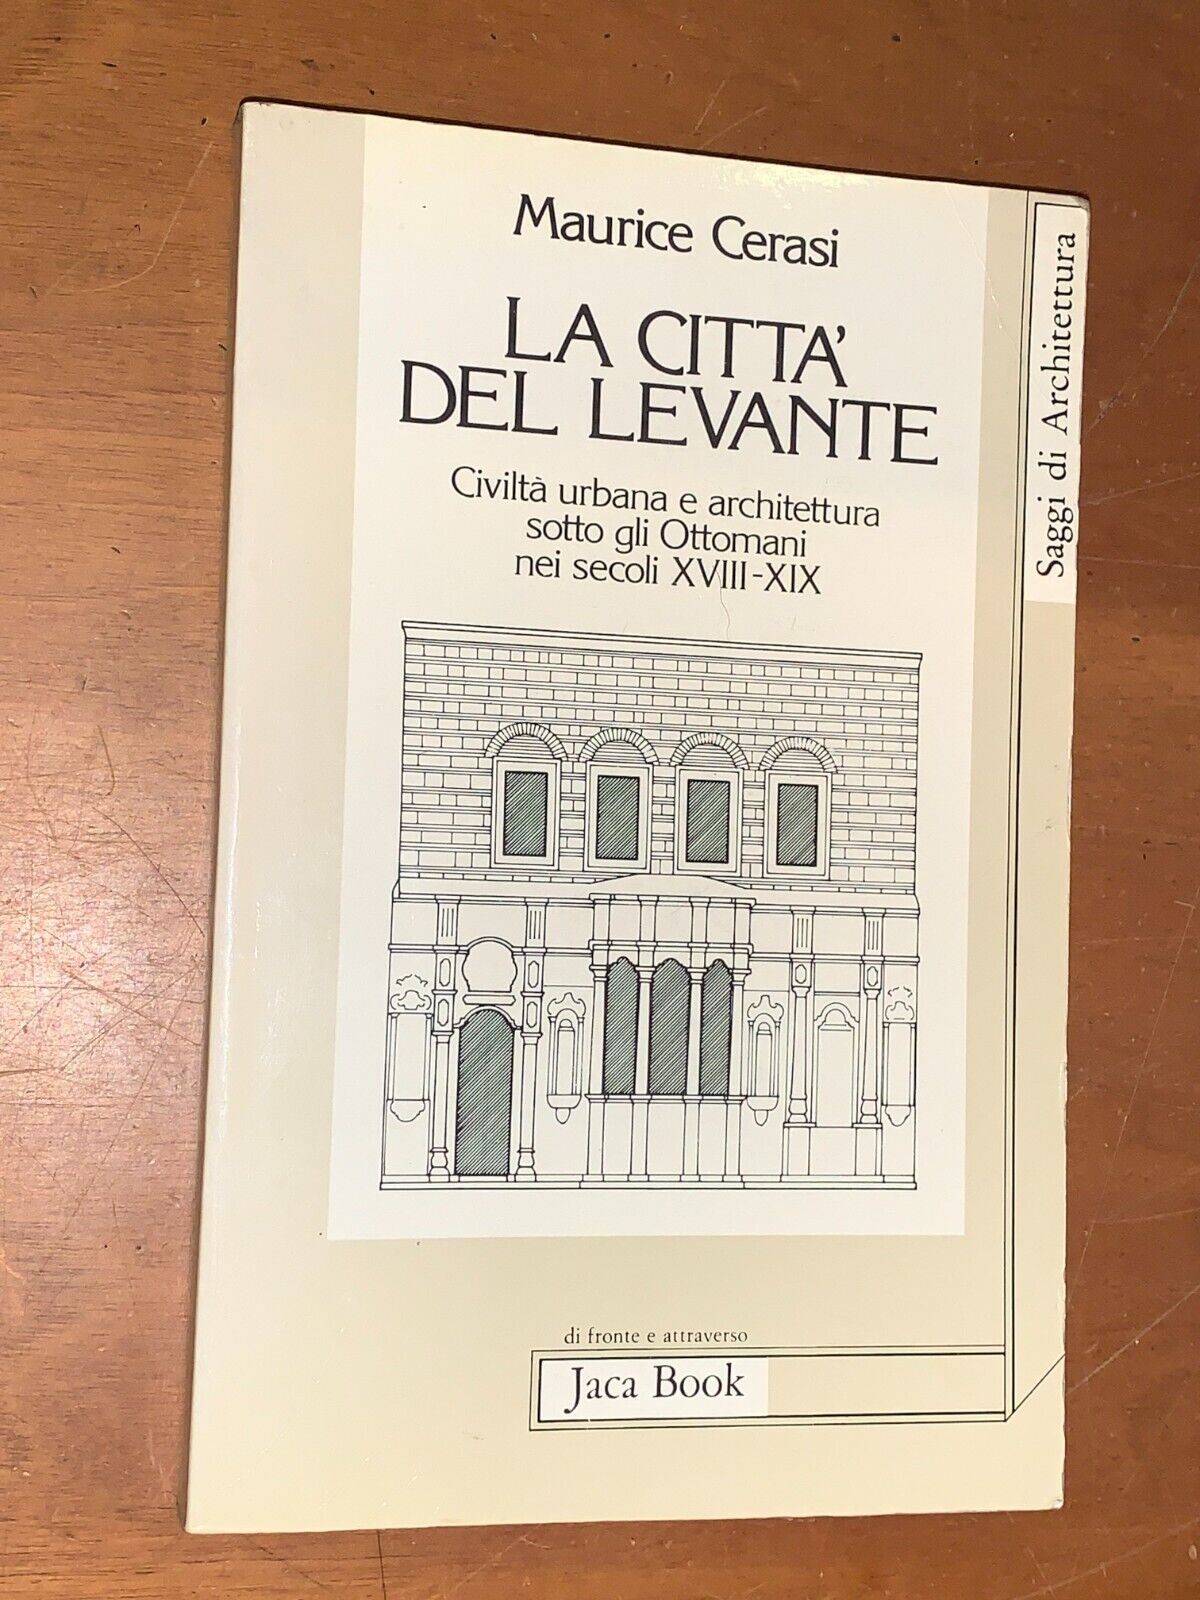 Maurice Cerasi
LA CITTA'
DEL LEVANTE
Civiltà urbana e architettura
sotto gli Ottomani
nei secoli XVIII-XIX
Saggi di Architettura
di fronte e attraverso
Jaca Book